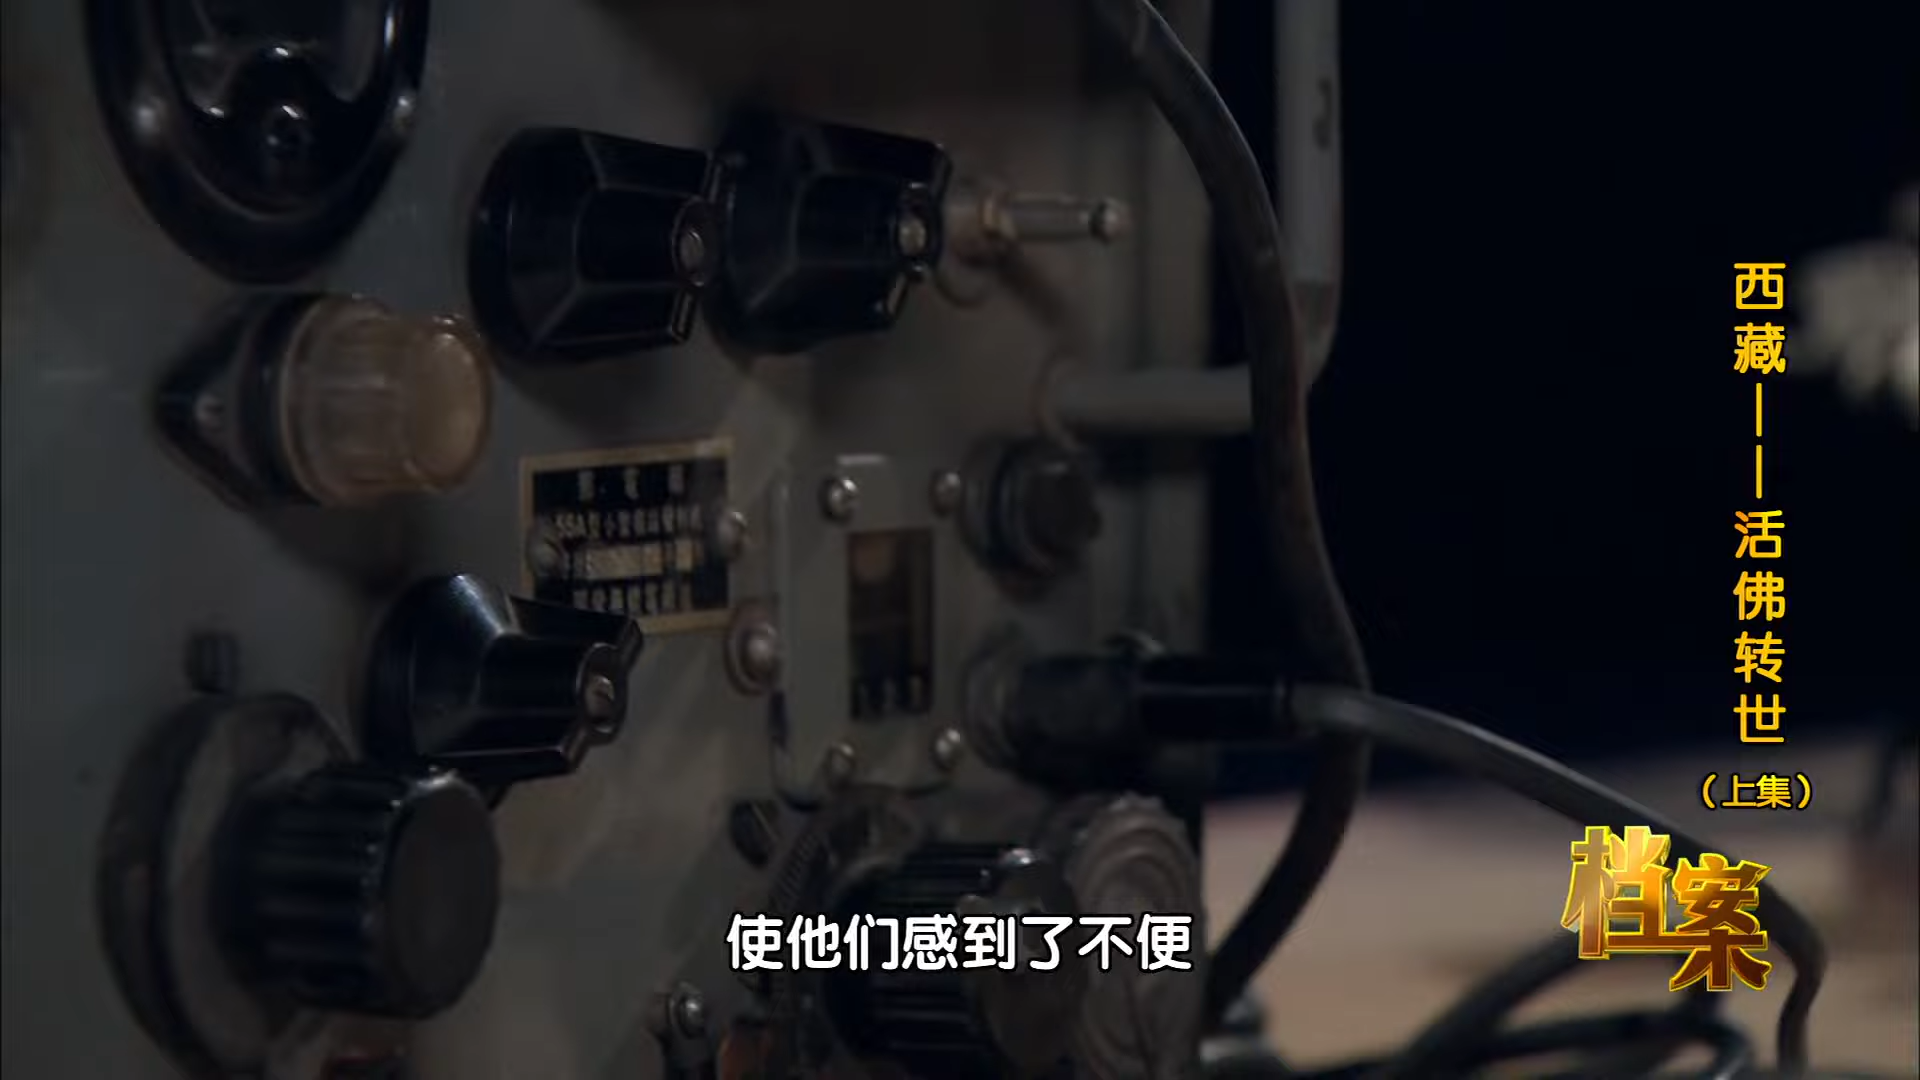 西藏——活佛转世
（上集）
档案
使他们感到了不便